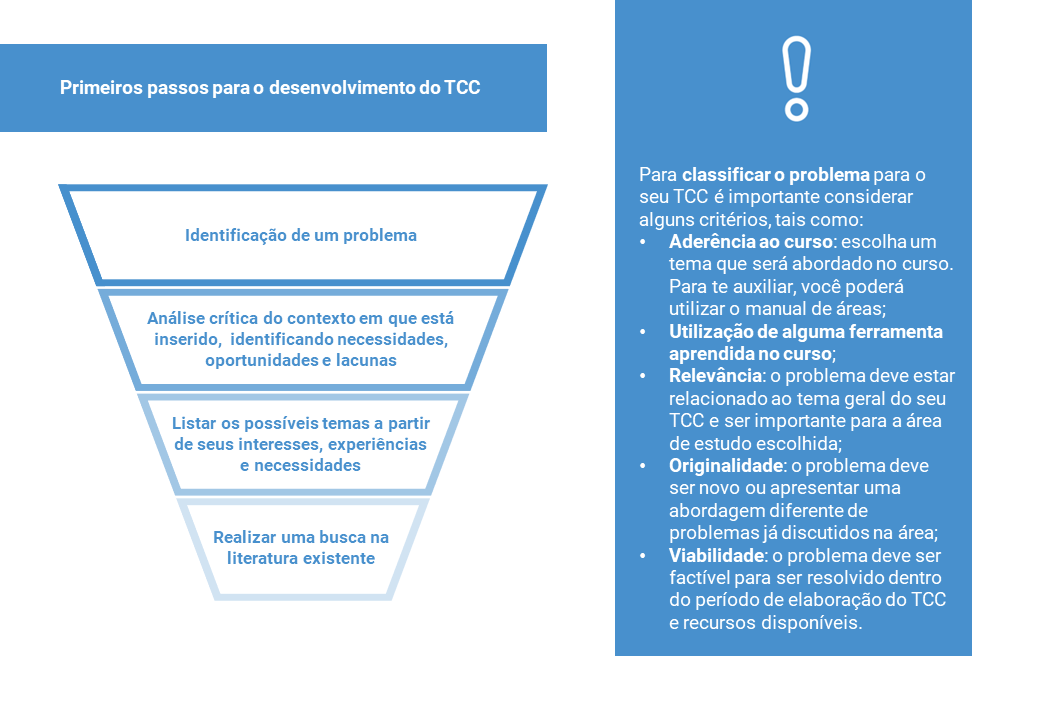 Primeiros passos para o desenvolvimento do TCC
Identificação de um problema
Análise crítica do contexto em que está
inserido, identificando necessidades,
oportunidades e lacunas
Listar os possíveis temas a partir
de seus interesses, experiências
e necessidades
Realizar uma busca na
literatura existente
Para classificar o problema para o
seu TCC é importante considerar
alguns critérios, tais como:
• Aderência ao curso: escolha um
tema que será abordado no curso.
Para te auxiliar, você poderá
utilizar o manual de áreas;
• Utilização de alguma ferramenta
aprendida no curso;
• Relevância: o problema deve estar
relacionado ao tema geral do seu
TCC e ser importante para a área
de estudo escolhida;
• Originalidade: o problema deve
ser novo ou apresentar uma
abordagem diferente de
problemas já discutidos na área;
• Viabilidade: o problema deve ser
factível para ser resolvido dentro
do período de elaboração do TCC
e recursos disponíveis.